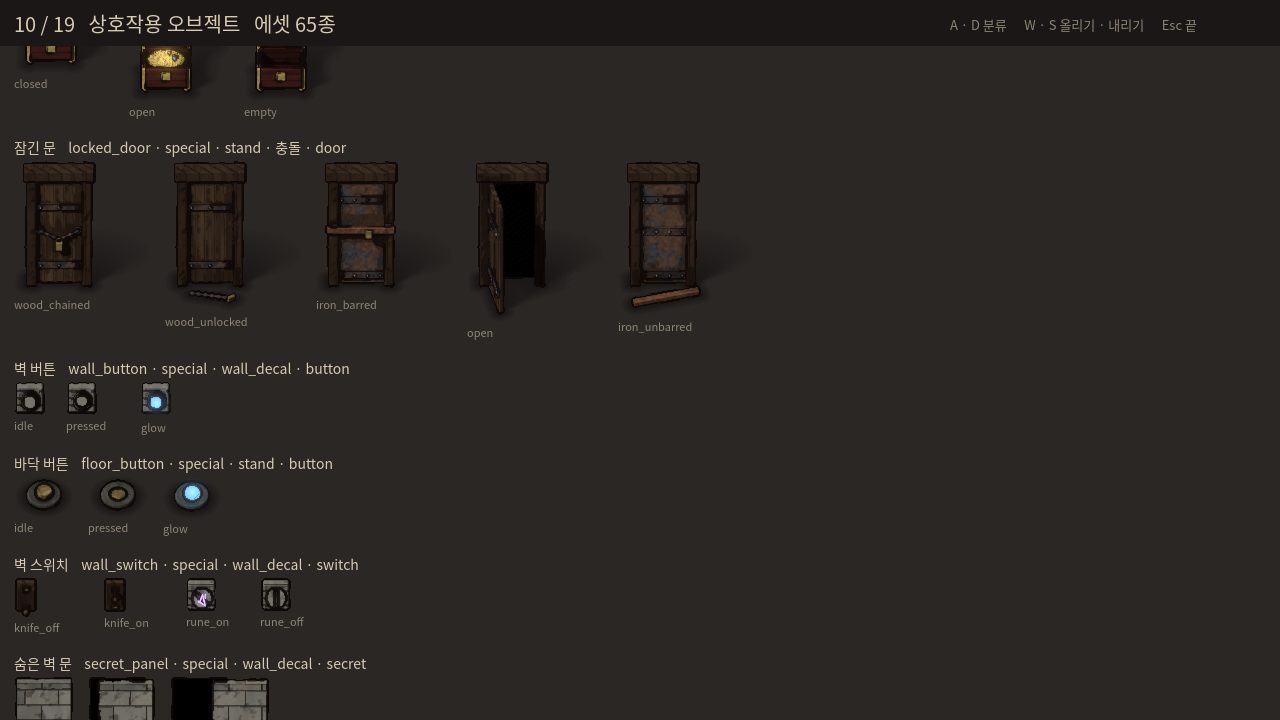 10 / 19 상호작용 오브젝트 에셋 65종 A · D 분류 W · S 올리기 · 내리기 Esc 끝
closed open empty
잠긴 문 locked_door · special · stand · 충돌 · door
wood_chained wood_unlocked iron_barred open iron_unbarred
벽 버튼 wall_button · special · wall_decal · button
idle pressed glow
바닥 버튼 floor_button · special · stand · button
idle pressed glow
벽 스위치 wall_switch · special · wall_decal · switch
knife_off knife_on rune_on rune_off
숨은 벽 문 secret_panel · special · wall_decal · secret